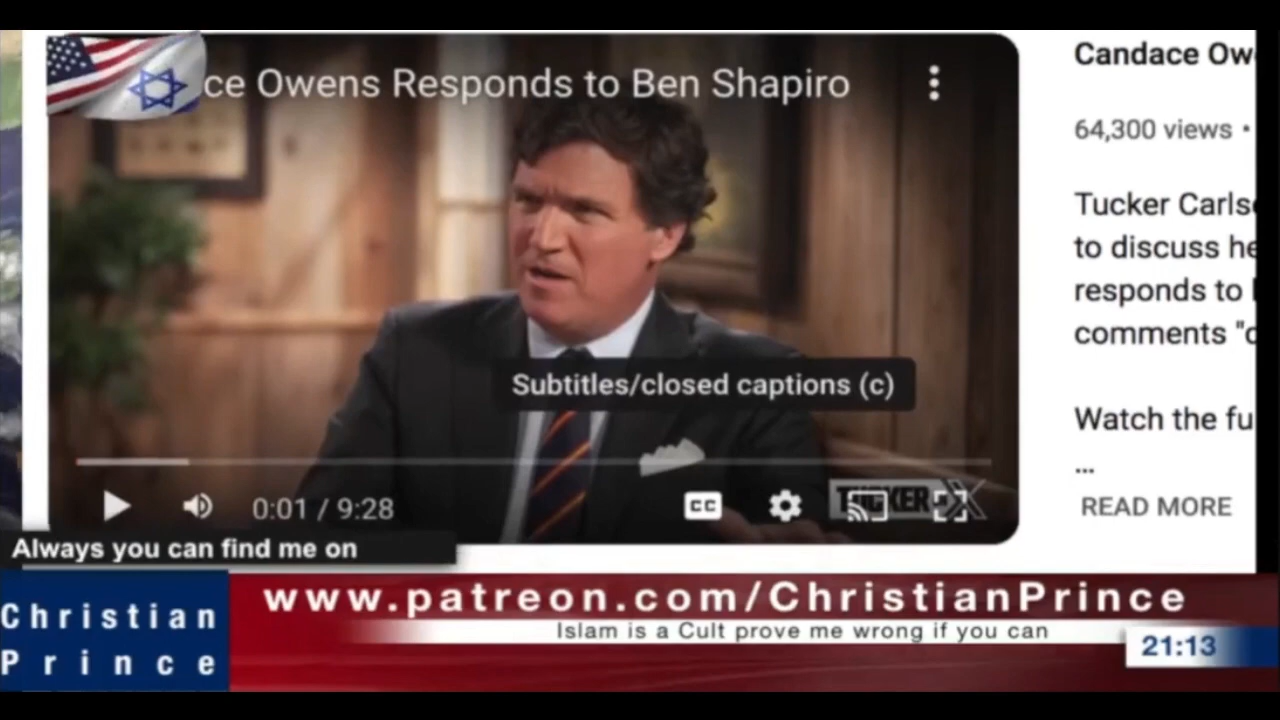 ce Owens Responds to Ben Shapiro
Candace Ow
64,300 views •
Tucker Carls
to discuss he
responds to
comments "c
Watch the fu
...
READ MORE
Subtitles/closed captions (c)
0:01 / 9:28
CC
TUCKER X
Always you can find me on
Christian
Prince
www.patreon.com/ChristianPrince
Islam is a Cult prove me wrong if you can
21:13